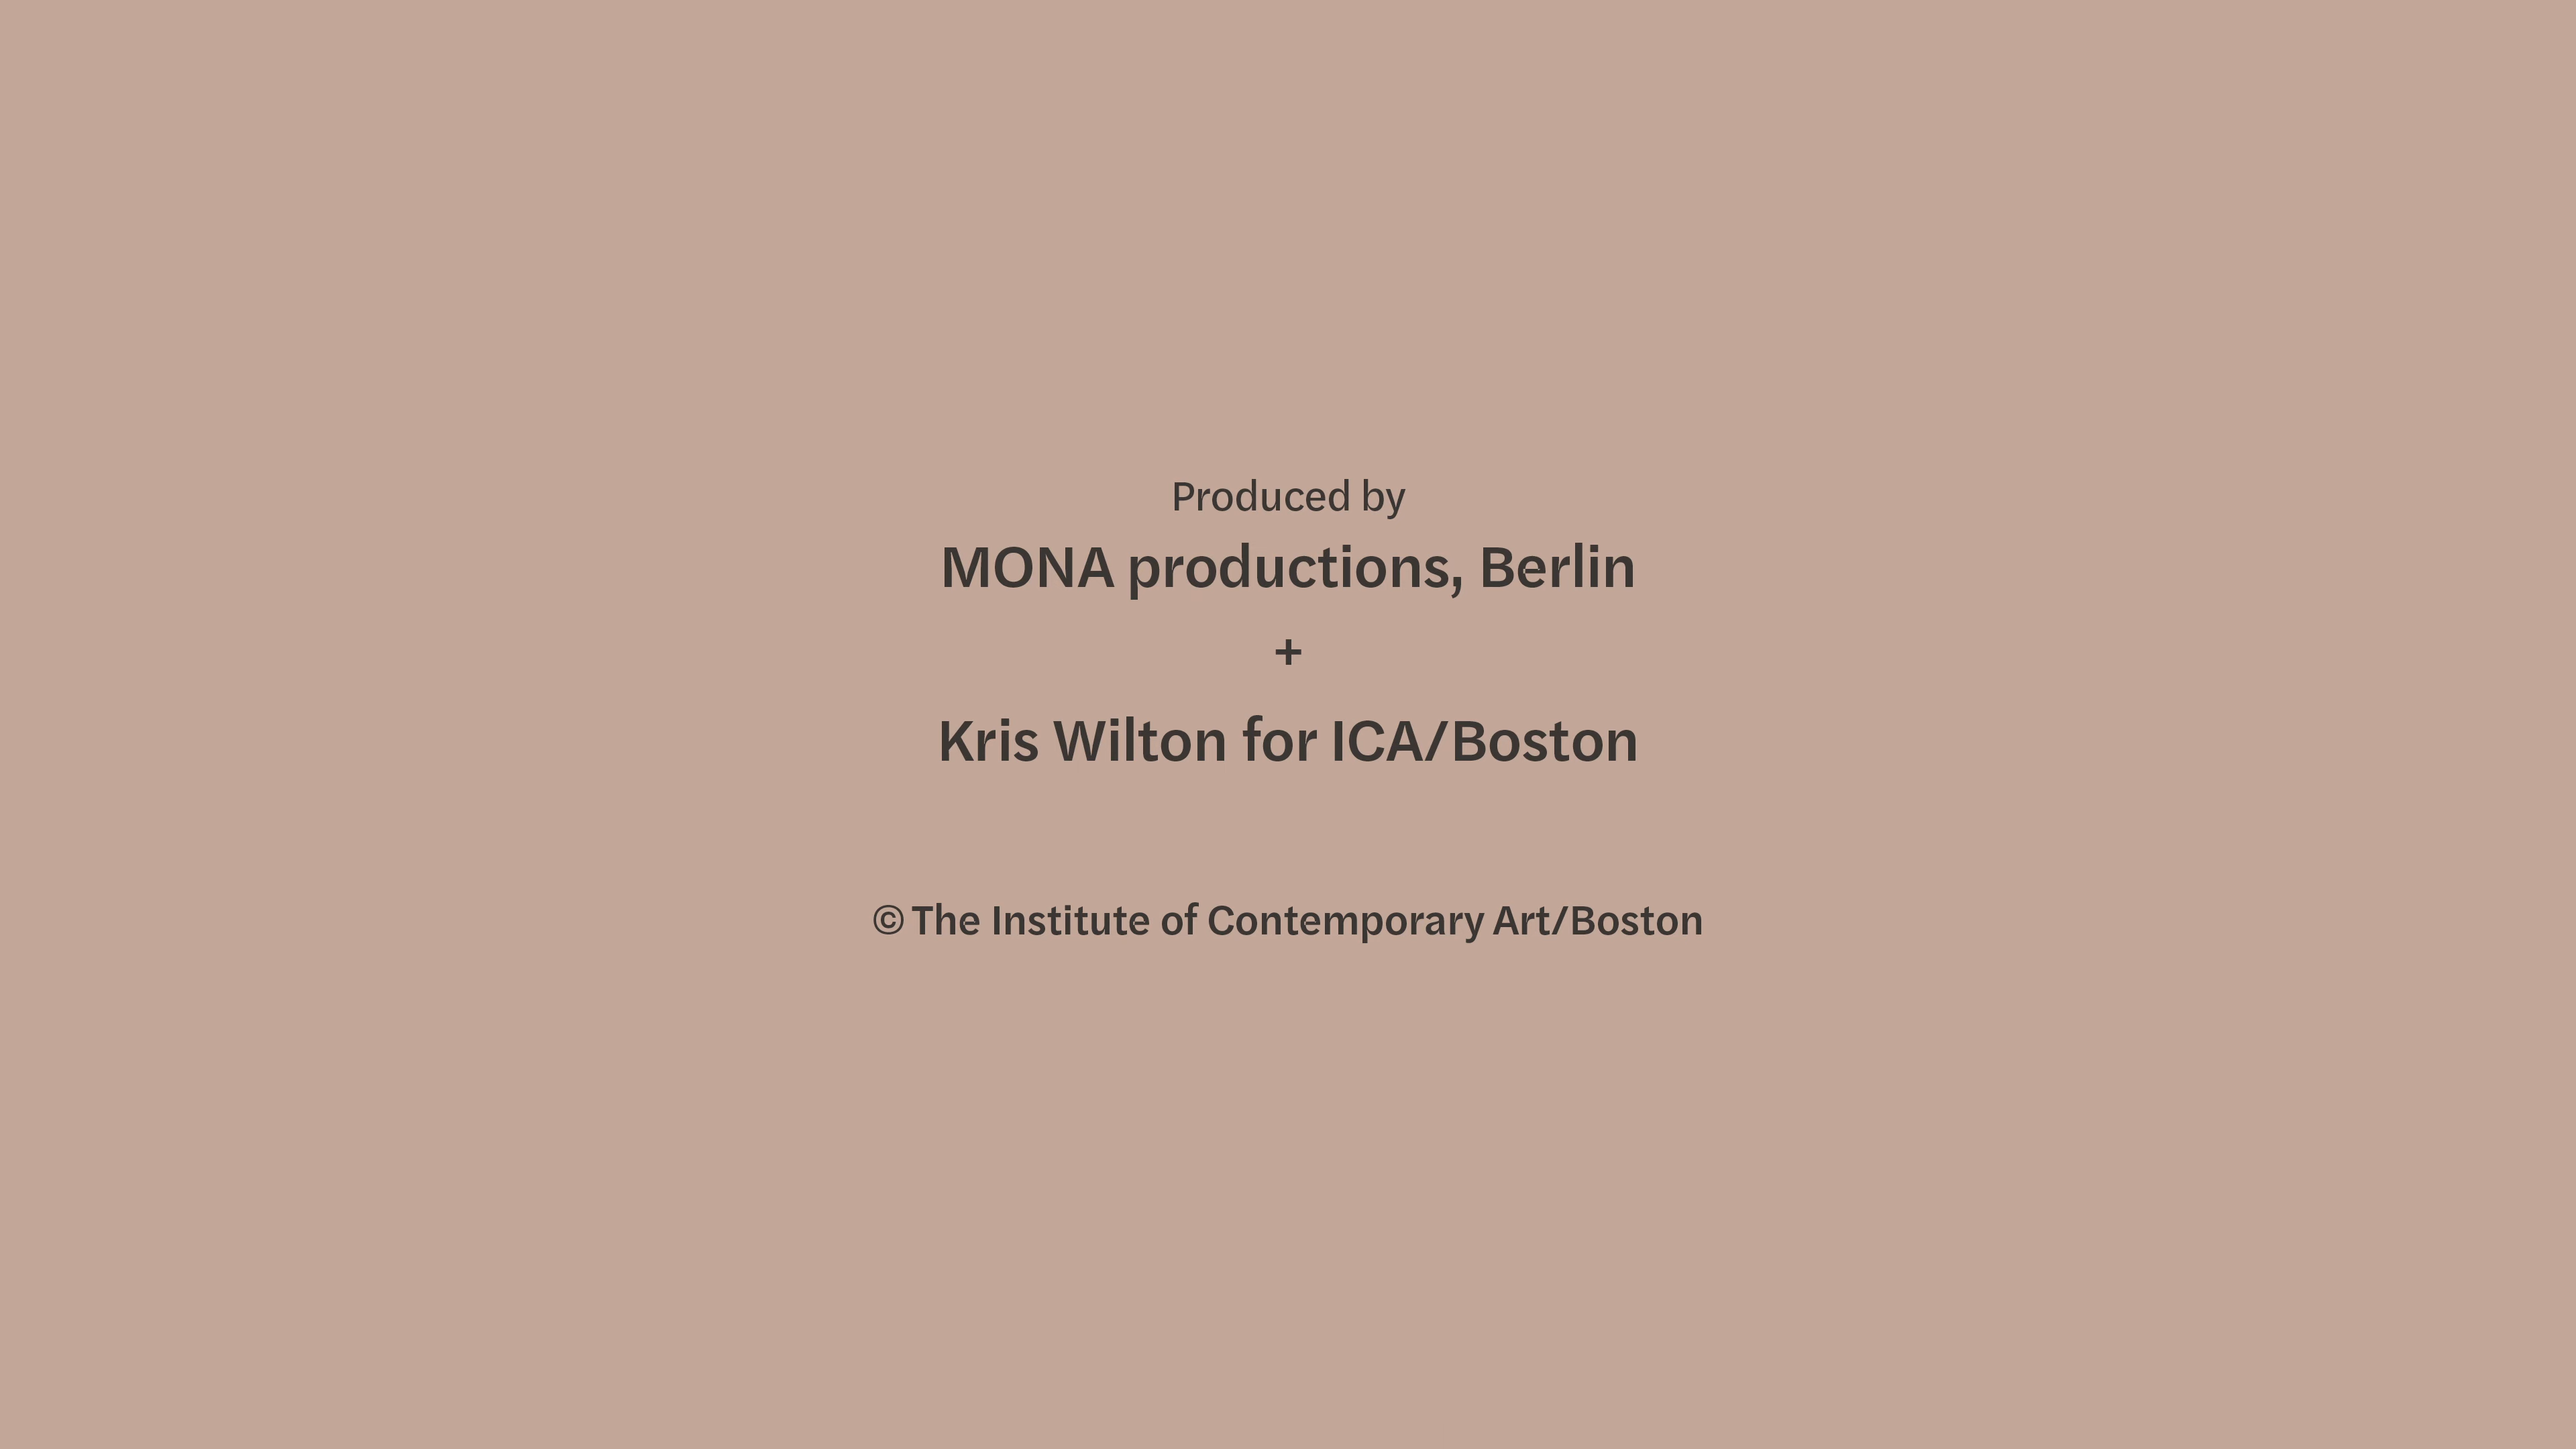 Produced by
MONA productions, Berlin
+
Kris Wilton for ICA/Boston
© The Institute of Contemporary Art/Boston